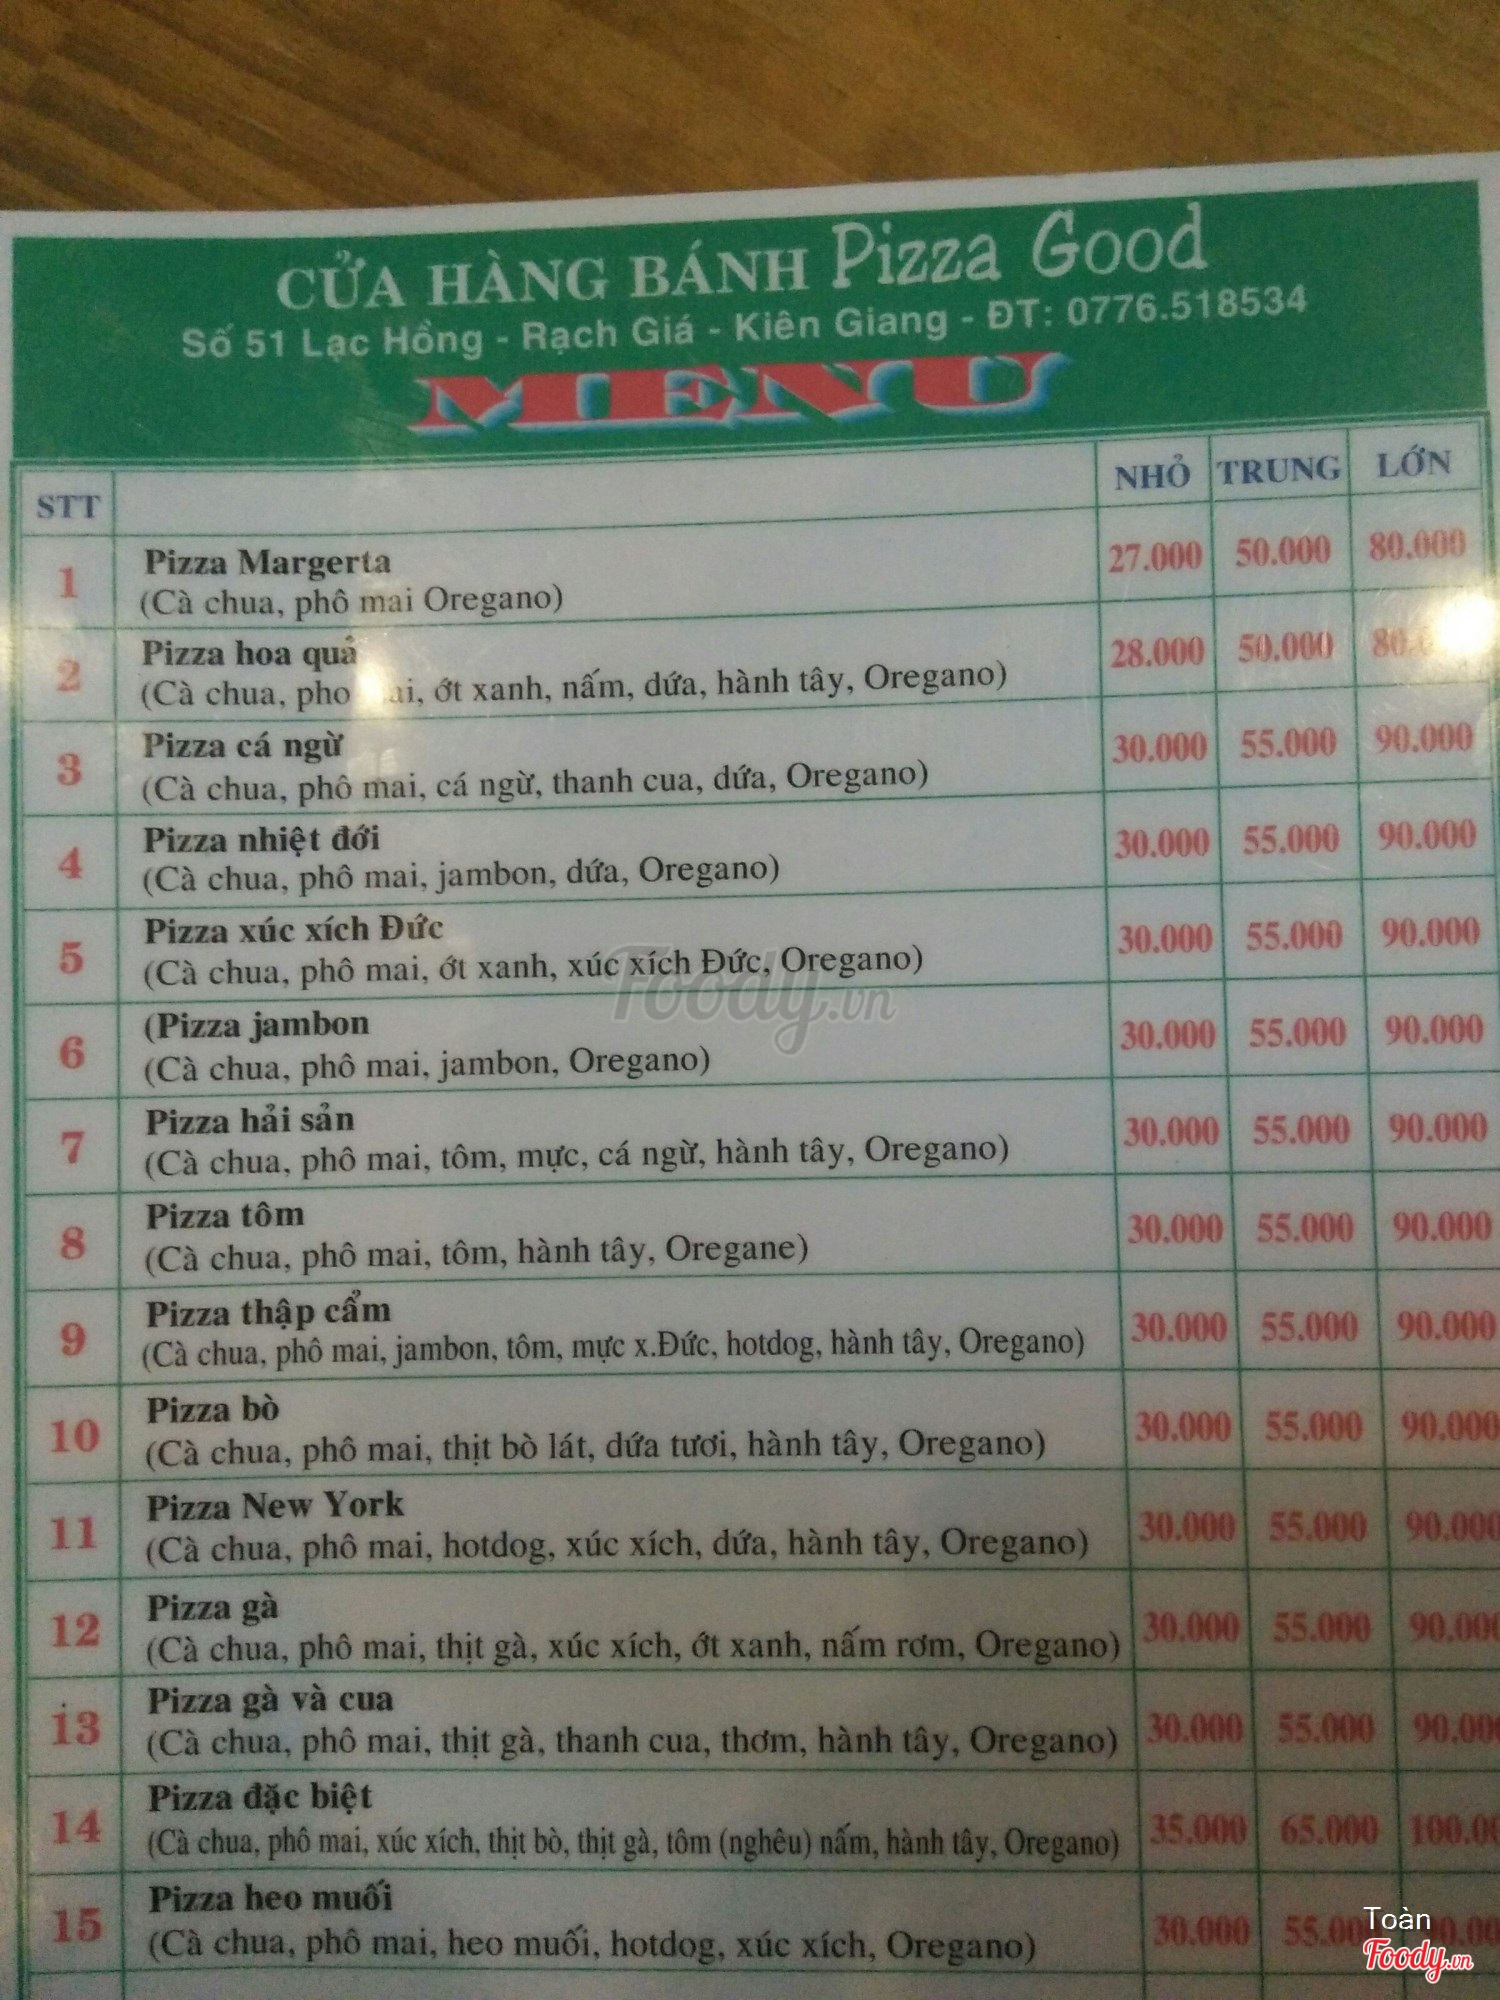 CỬA HÀNG BÁNH Pizza Good
Số 51 Lạc Hồng - Rạch Giá - Kiên Giang - ĐT: 0776.518534
MENU
STT NHỎ TRUNG LỚN
1 Pizza Margerta 27.000 50.000 80.000
(Cà chua, phô mai Oregano)
2 Pizza hoa quả 28.000 50.000
(Cà chua, pho ai, ớt xanh, nấm, dứa, hành tây, Oregano)
3 Pizza cá ngừ 30.000 55.000 90.000
(Cà chua, phô mai, cá ngừ, thanh cua, dứa, Oregano)
4 Pizza nhiệt đới 30.000 55.000 90.000
(Cà chua, phô mai, jambon, dứa, Oregano)
5 Pizza xúc xích Đức 30.000 55.000 90.000
(Cà chua, phô mai, ớt xanh, xúc xích Đức, Oregano)
6 (Pizza jambon 30.000 55.000 90.000
(Cà chua, phô mai, jambon, Oregano)
7 Pizza hải sản 30.000 55.000 90.000
(Cà chua, phô mai, tôm, mực, cá ngừ, hành tây, Oregano)
8 Pizza tôm 30.000 55.000 90.000
(Cà chua, phô mai, tôm, hành tây, Oregane)
9 Pizza thập cẩm 30.000 55.000 90.000
(Cà chua, phô mai, jambon, tôm, mực x.Đức, hotdog, hành tây, Oregano)
10 Pizza bò 30.000 55.000 90.000
(Cà chua, phô mai, thịt bò lát, dứa tươi, hành tây, Oregano)
11 Pizza New York 30.000 55.000 90.000
(Cà chua, phô mai, hotdog, xúc xích, dứa, hành tây, Oregano)
12 Pizza gà 30.000 55.000 90.000
(Cà chua, phô mai, thịt gà, xúc xích, ớt xanh, nấm rơm, Oregano)
13 Pizza gà và cua 30.000 55.000 90.000
(Cà chua, phô mai, thịt gà, thanh cua, thơm, hành tây, Oregano)
14 Pizza đặc biệt 35.000 65.000 100.00
(Cà chua, phô mai, xúc xích, thịt bò, thịt gà, tôm (nghêu) nấm, hành tây, Oregano)
15 Pizza heo muối 30.000
(Cà chua, phô mai, heo muối, hotdog, xúc xích, Oregano)
Foody.vn
Toàn
Foody.vn